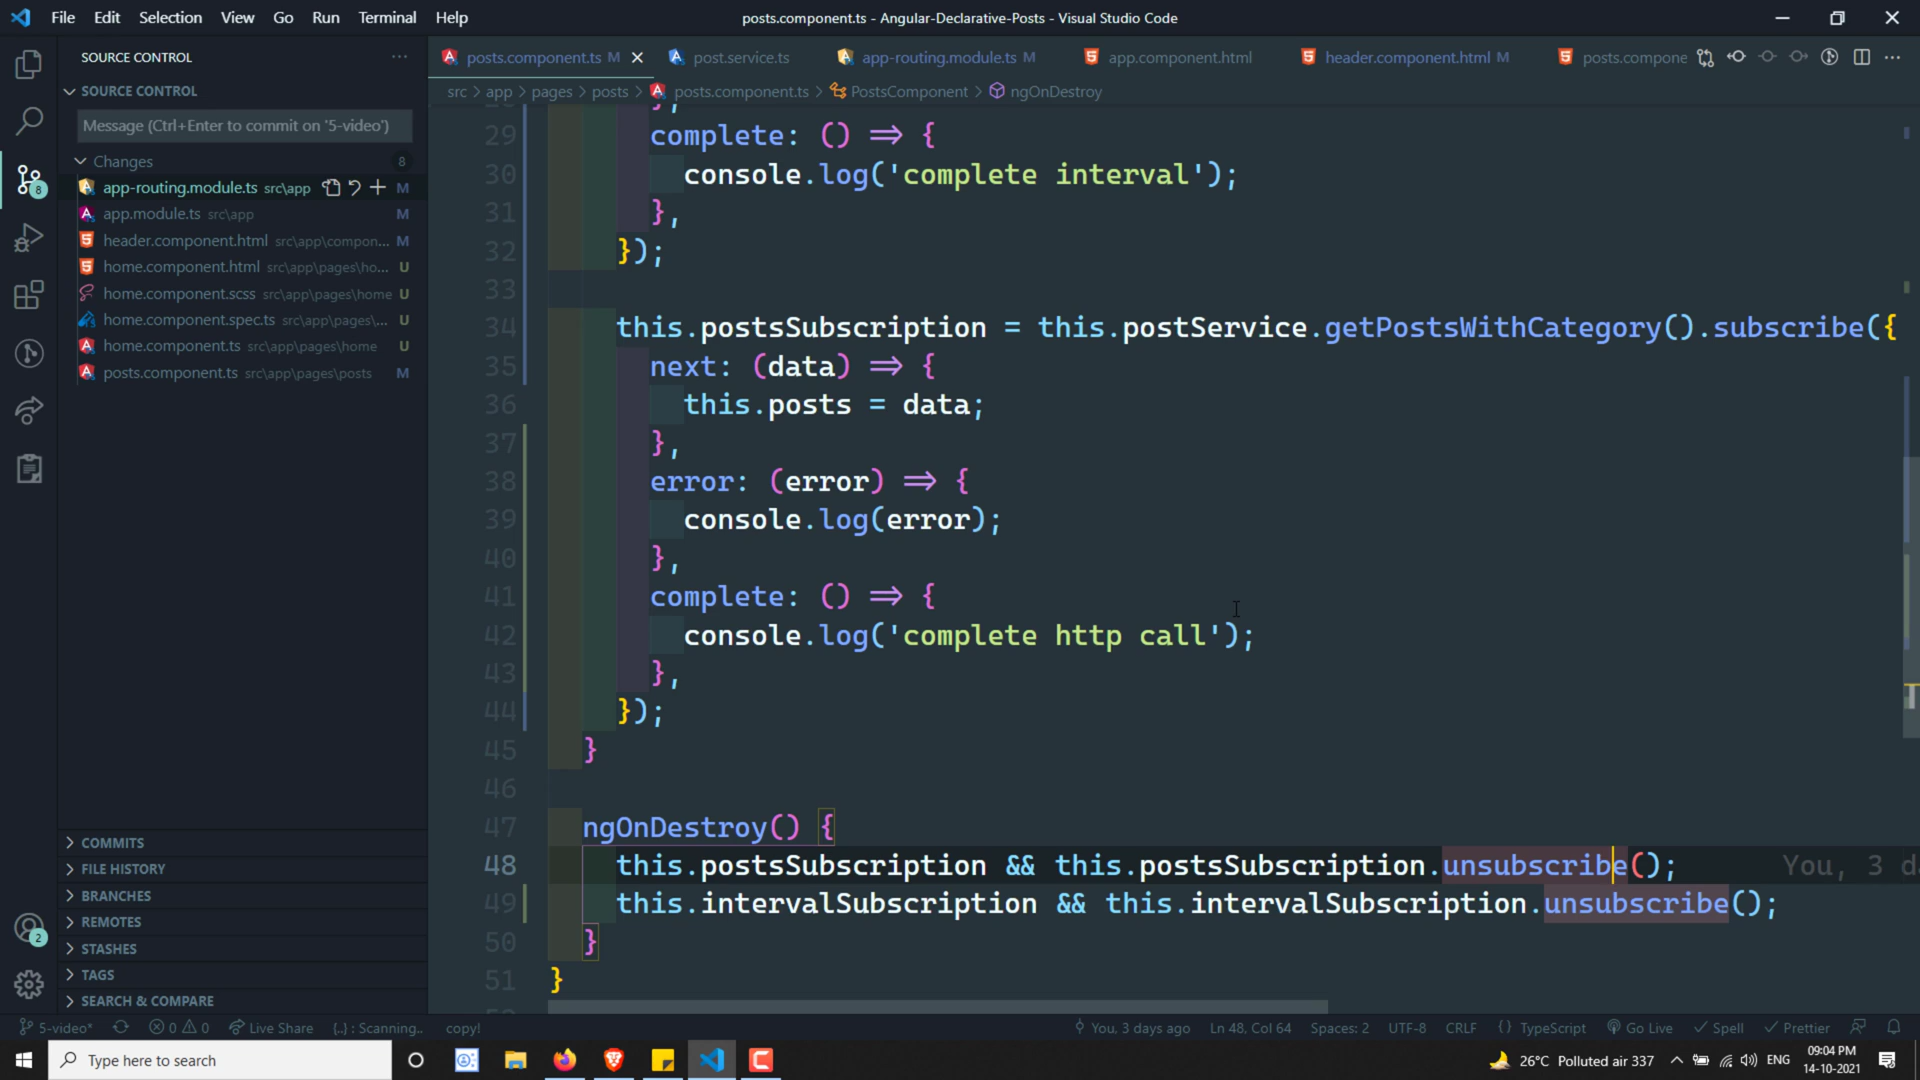 File Edit Selection View Go Run Terminal Help
posts.component.ts - Angular-Declarative-Posts - Visual Studio Code
SOURCE CONTROL
SOURCE CONTROL
Message (Ctrl+Enter to commit on '5-video')
Changes 8
app-routing.module.ts src\app M
app.module.ts src\app M
header.component.html src\app\compon... M
home.component.html src\app\pages\ho... U
home.component.scss src\app\pages\home U
home.component.spec.ts src\app\pages\... U
home.component.ts src\app\pages\home U
posts.component.ts src\app\pages\posts M
COMMITS
FILE HISTORY
BRANCHES
REMOTES
STASHES
TAGS
SEARCH & COMPARE
8
2
posts.component.ts M post.service.ts app-routing.module.ts M app.component.html header.component.html M posts.compone
src > app > pages > posts > posts.component.ts > PostsComponent > ngOnDestroy
29 complete: () => {
30 console.log('complete interval');
31 },
32 });
33
34 this.postsSubscription = this.postService.getPostsWithCategory().subscribe({
35 next: (data) => {
36 this.posts = data;
37 },
38 error: (error) => {
39 console.log(error);
40 },
41 complete: () => {
42 console.log('complete http call');
43 },
44 });
45 }
46
47 ngOnDestroy() {
48 this.postsSubscription && this.postsSubscription.unsubscribe(); You, 3 d
49 this.intervalSubscription && this.intervalSubscription.unsubscribe();
50 }
51 }
5-video* 0 0 Live Share {..} : Scanning.. copy! You, 3 days ago Ln 48, Col 64 Spaces: 2 UTF-8 CRLF TypeScript Go Live Spell Prettier
Type here to search
26°C Polluted air 337 ENG
09:04 PM
14-10-2021